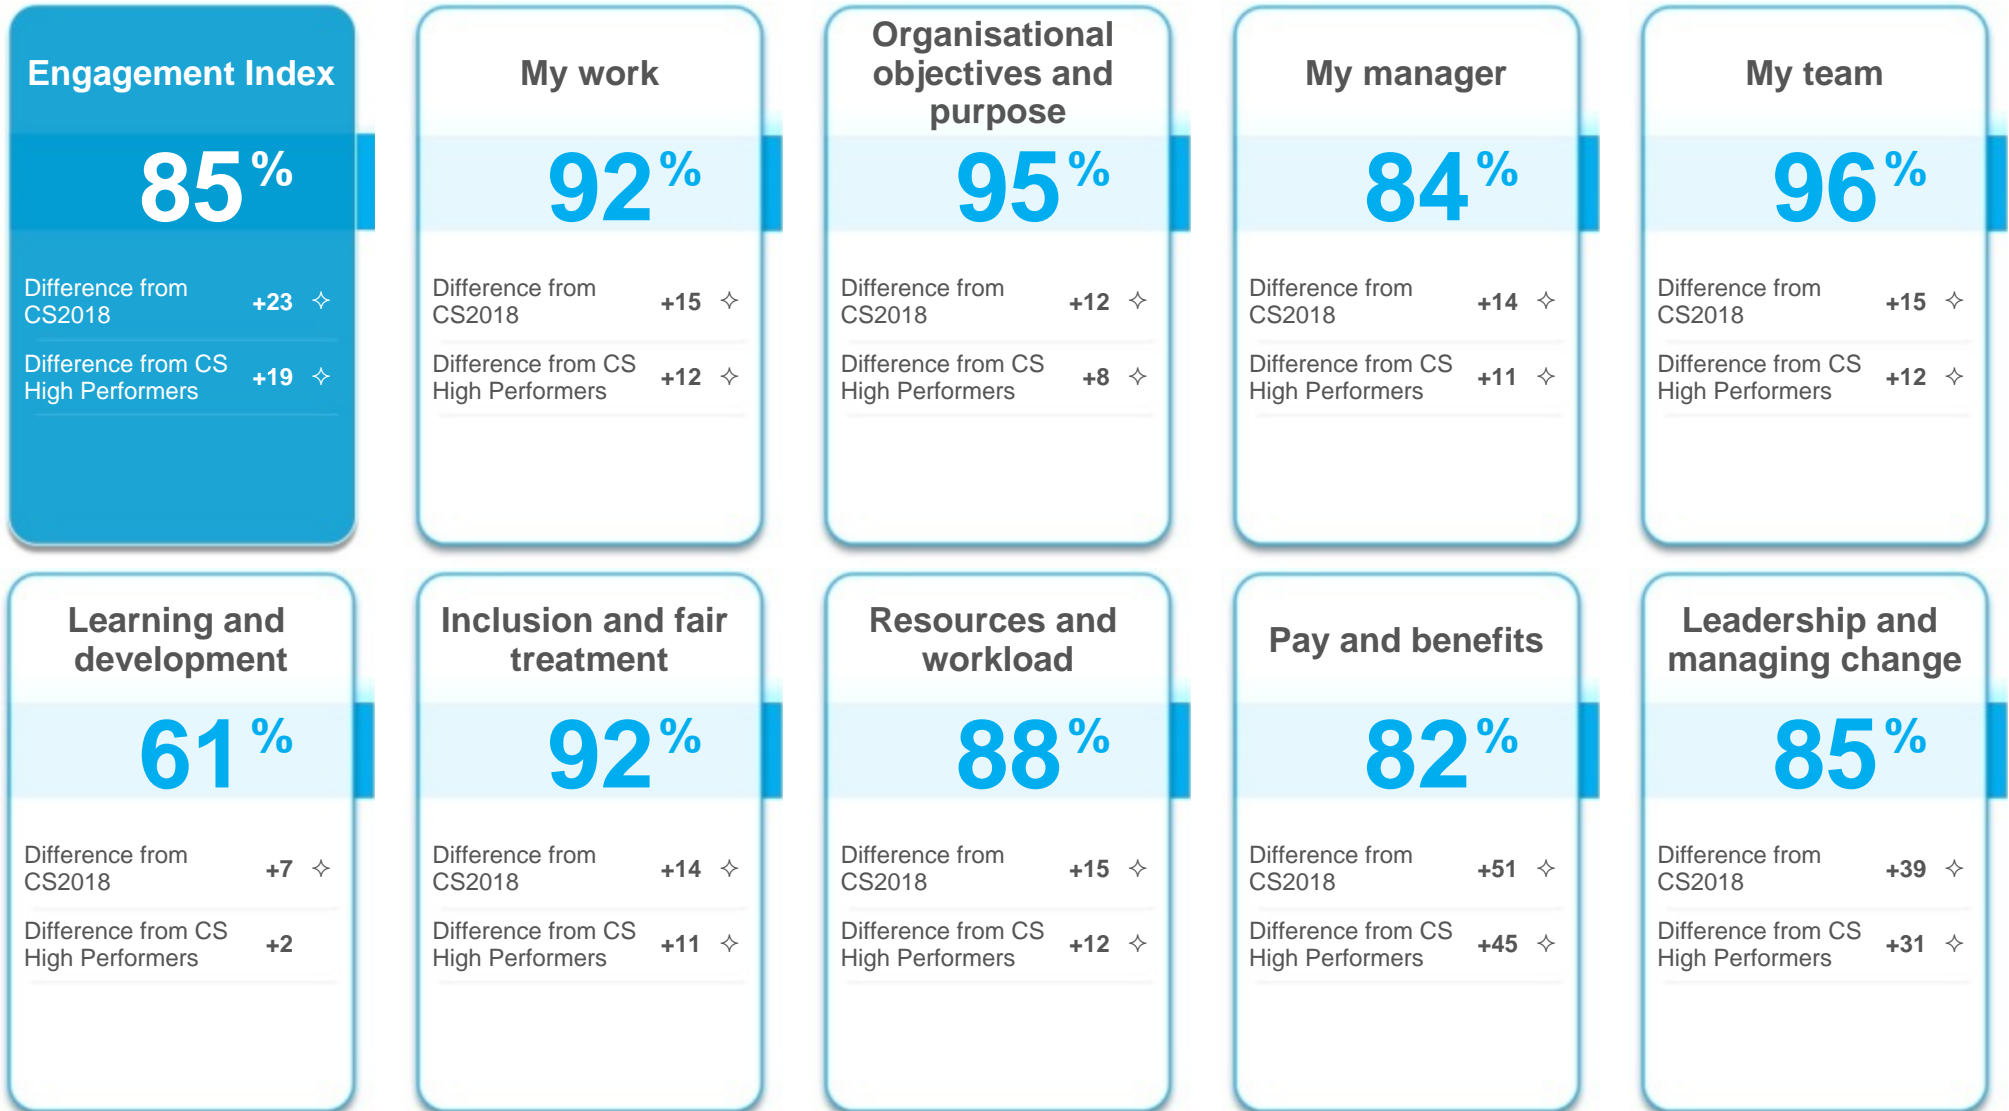 Engagement Index
85%
Difference from
CS2018
+23 ✧
Difference from CS
High Performers
+19 ✧
My work
92%
Difference from
CS2018
+15 ✧
Difference from CS
High Performers
+12 ✧
Organisational
objectives and
purpose
95%
Difference from
CS2018
+12 ✧
Difference from CS
High Performers
+8 ✧
My manager
84%
Difference from
CS2018
+14 ✧
Difference from CS
High Performers
+11 ✧
My team
96%
Difference from
CS2018
+15 ✧
Difference from CS
High Performers
+12 ✧
Learning and
development
61%
Difference from
CS2018
+7 ✧
Difference from CS
High Performers
+2
Inclusion and fair
treatment
92%
Difference from
CS2018
+14 ✧
Difference from CS
High Performers
+11 ✧
Resources and
workload
88%
Difference from
CS2018
+15 ✧
Difference from CS
High Performers
+12 ✧
Pay and benefits
82%
Difference from
CS2018
+51 ✧
Difference from CS
High Performers
+45 ✧
Leadership and
managing change
85%
Difference from
CS2018
+39 ✧
Difference from CS
High Performers
+31 ✧